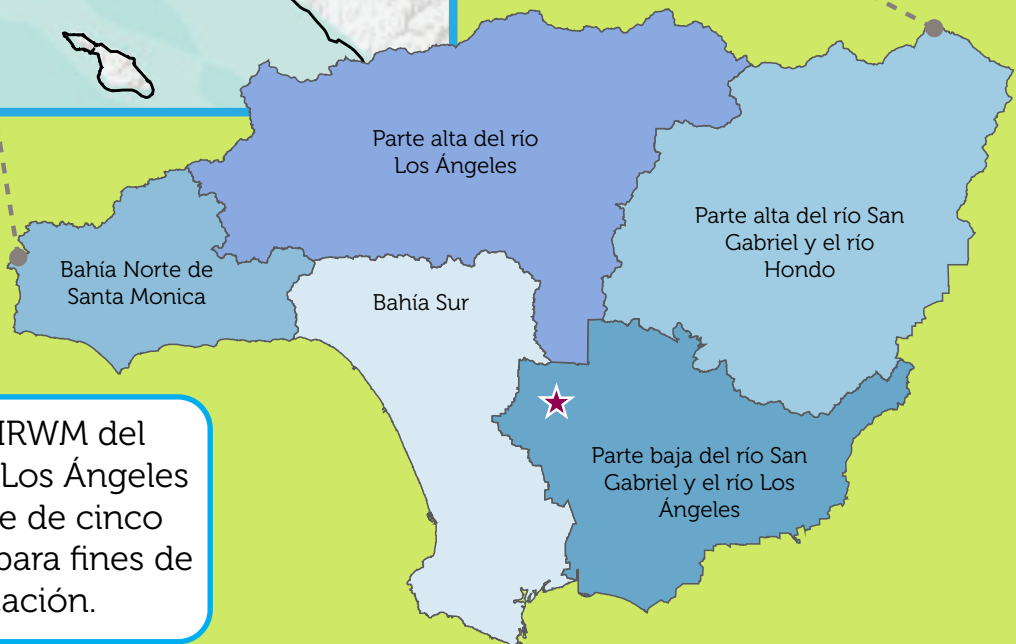 Parte alta del río
Los Ángeles
Parte alta del río San
Gabriel y el río
Hondo
Bahía Norte de
Santa Monica
Bahía Sur
Parte baja del río San
Gabriel y el río Los
Ángeles
IRWM del
Los Ángeles
e de cinco
para fines de
ación.